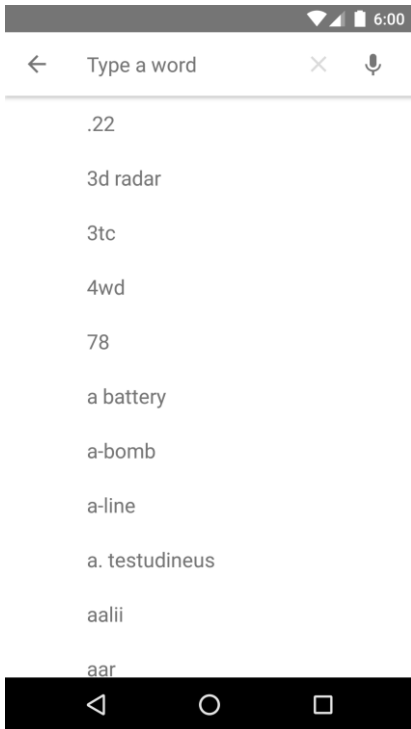 6:00
Type a word
.22
3d radar
3tc
4wd
78
a battery
a-bomb
a-line
a. testudineus
aalii
aar